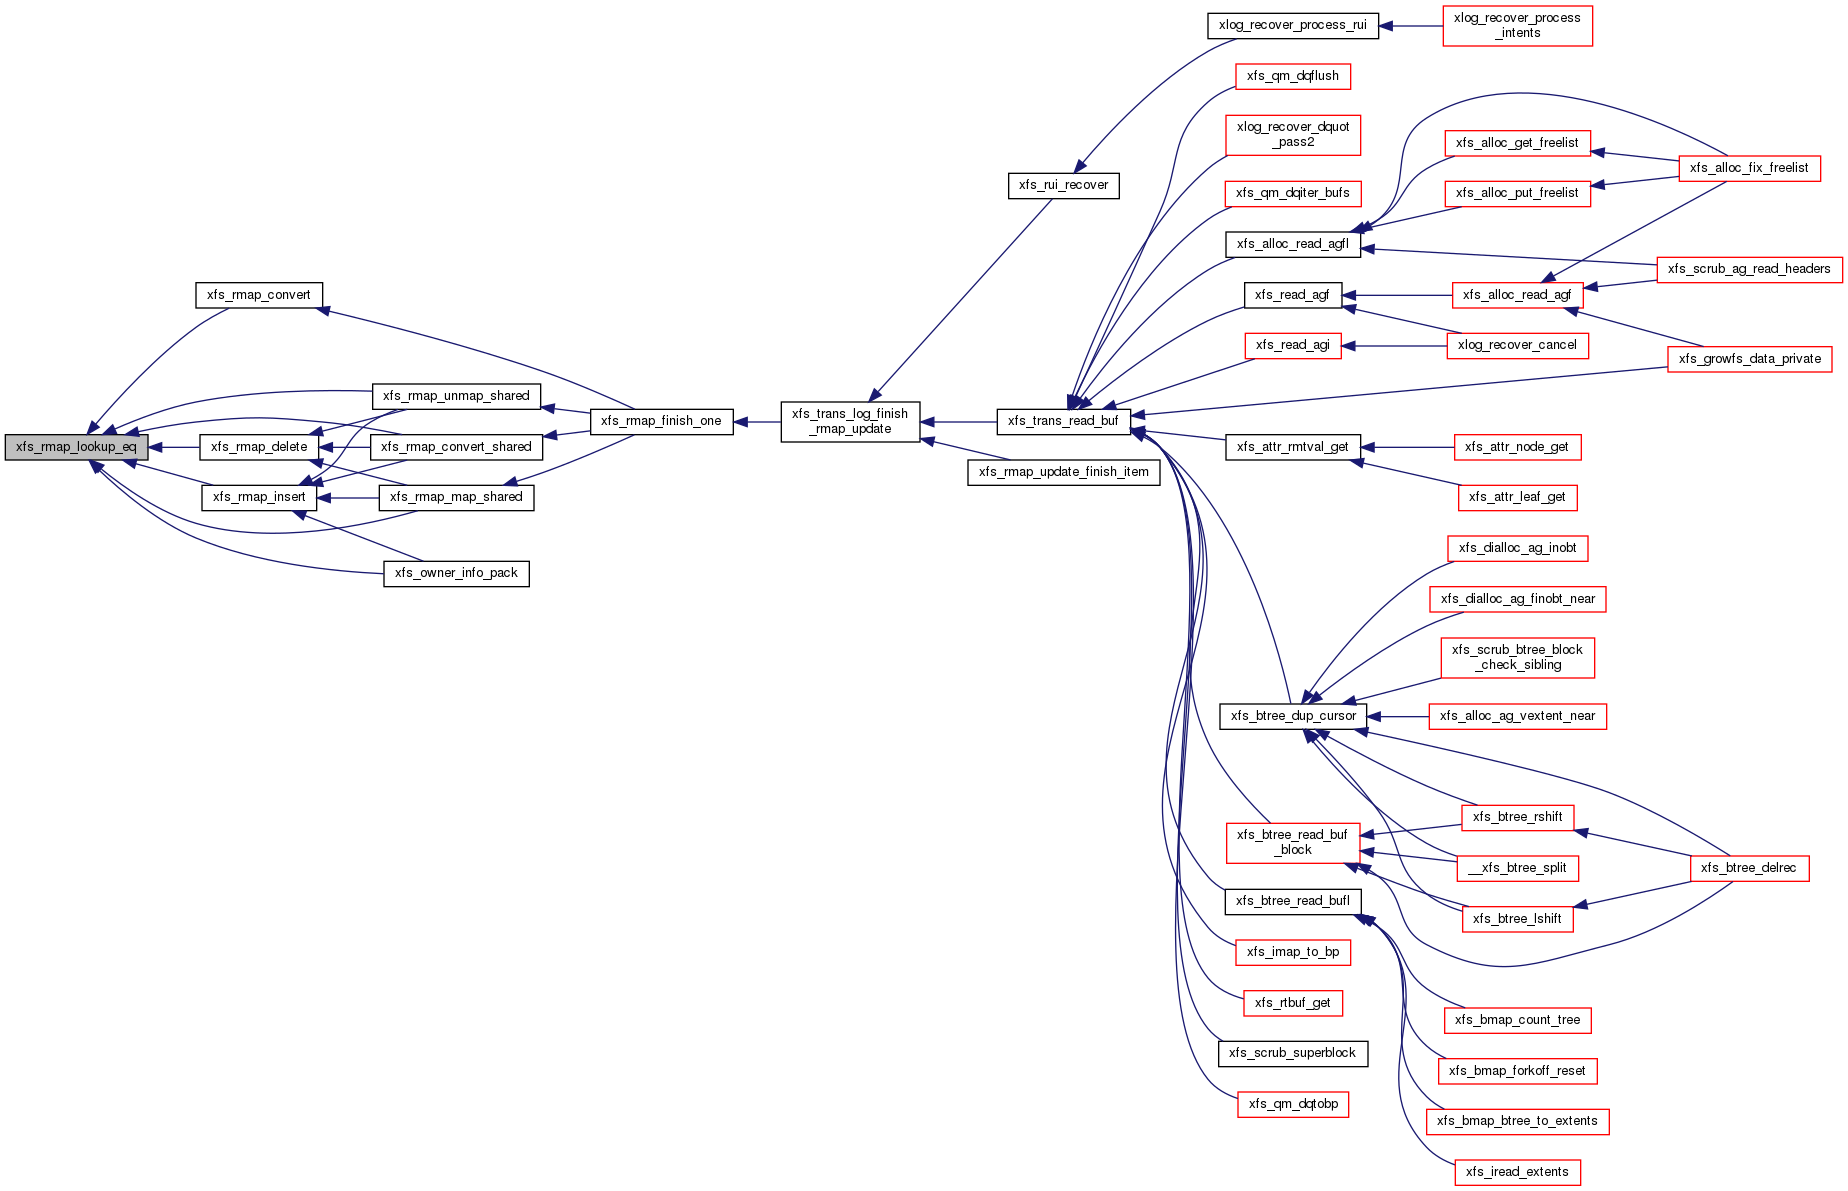 xfs_rmap_lookup_eq
xfs_rmap_convert
xfs_rmap_delete
xfs_rmap_insert
xfs_rmap_unmap_shared
xfs_rmap_convert_shared
xfs_rmap_map_shared
xfs_owner_info_pack
xfs_rmap_finish_one
xfs_trans_log_finish
_rmap_update
xfs_rui_recover
xfs_trans_read_buf
xfs_rmap_update_finish_item
xlog_recover_process_rui
xfs_qm_dqflush
xlog_recover_dquot
_pass2
xfs_qm_dqiter_bufs
xfs_alloc_read_agfl
xfs_read_agf
xfs_read_agi
xfs_attr_rmtval_get
xfs_btree_dup_cursor
xfs_btree_read_buf
_block
xfs_btree_read_bufl
xfs_imap_to_bp
xfs_rtbuf_get
xfs_scrub_superblock
xfs_qm_dqtobp
xlog_recover_process
_intents
xfs_alloc_get_freelist
xfs_alloc_put_freelist
xfs_alloc_read_agf
xlog_recover_cancel
xfs_attr_node_get
xfs_attr_leaf_get
xfs_dialloc_ag_inobt
xfs_dialloc_ag_finobt_near
xfs_scrub_btree_block
_check_sibling
xfs_alloc_ag_vextent_near
xfs_btree_rshift
__xfs_btree_split
xfs_btree_lshift
xfs_bmap_count_tree
xfs_bmap_forkoff_reset
xfs_bmap_btree_to_extents
xfs_iread_extents
xfs_alloc_fix_freelist
xfs_scrub_ag_read_headers
xfs_growfs_data_private
xfs_btree_delrec